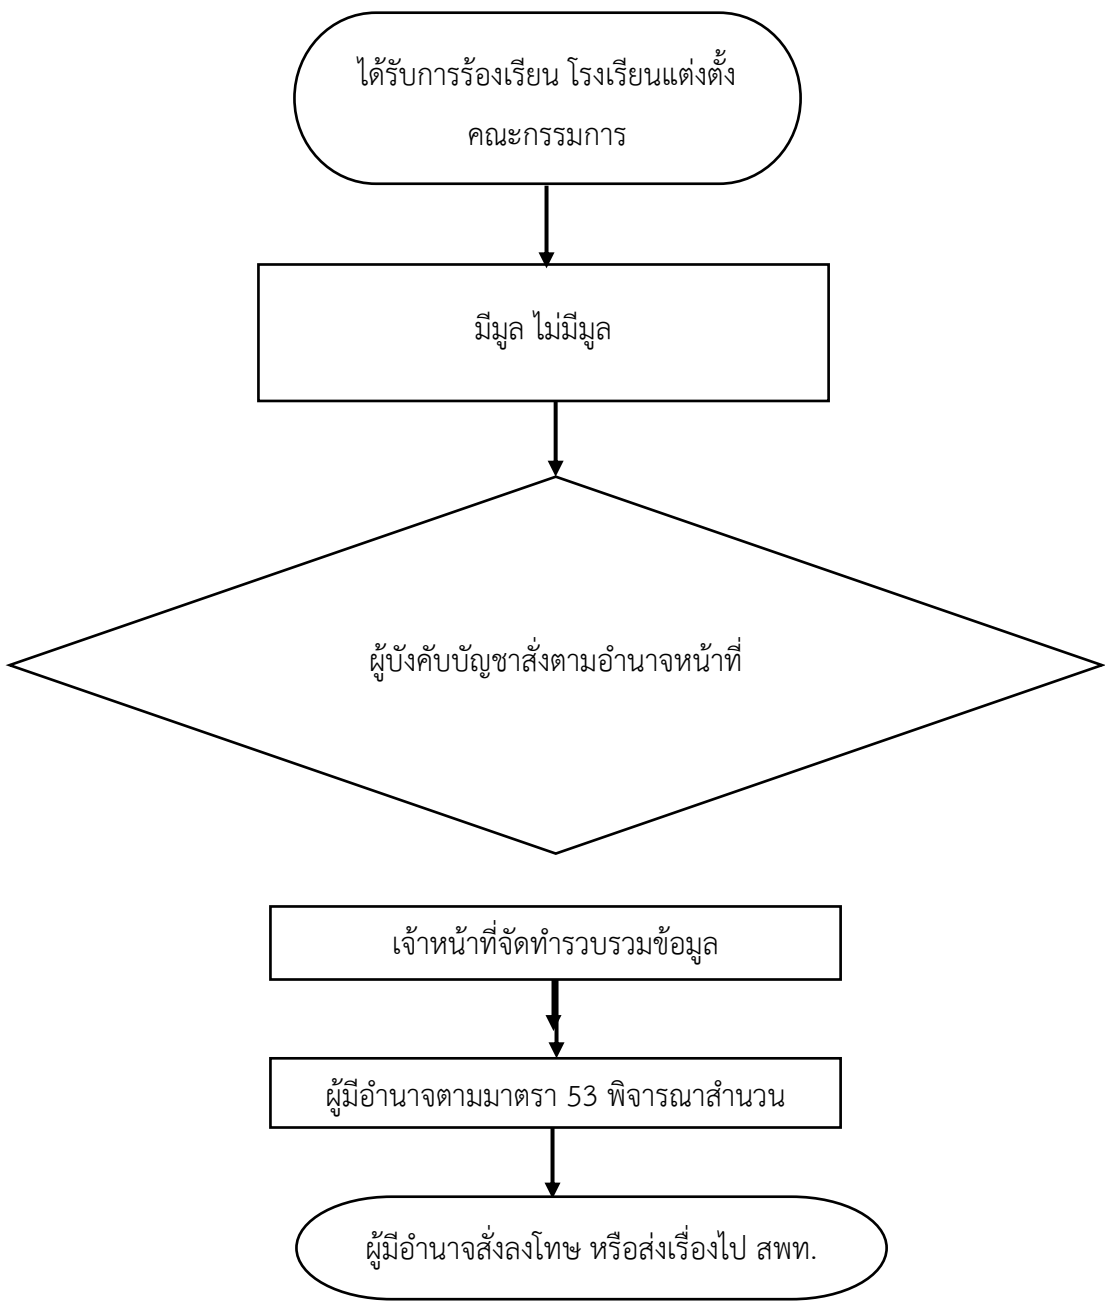 ได้รับการร้องเรียน โรงเรียนแต่งตั้ง
คณะกรรมการ
มีมูล ไม่มีมูล
ผู้บังคับบัญชาสั่งตามอำนาจหน้าที่
เจ้าหน้าที่จัดทำรวบรวมข้อมูล
ผู้มีอำนาจตามมาตรา 53 พิจารณาสำนวน
ผู้มีอำนาจสั่งลงโทษ หรือส่งเรื่องไป สพท.